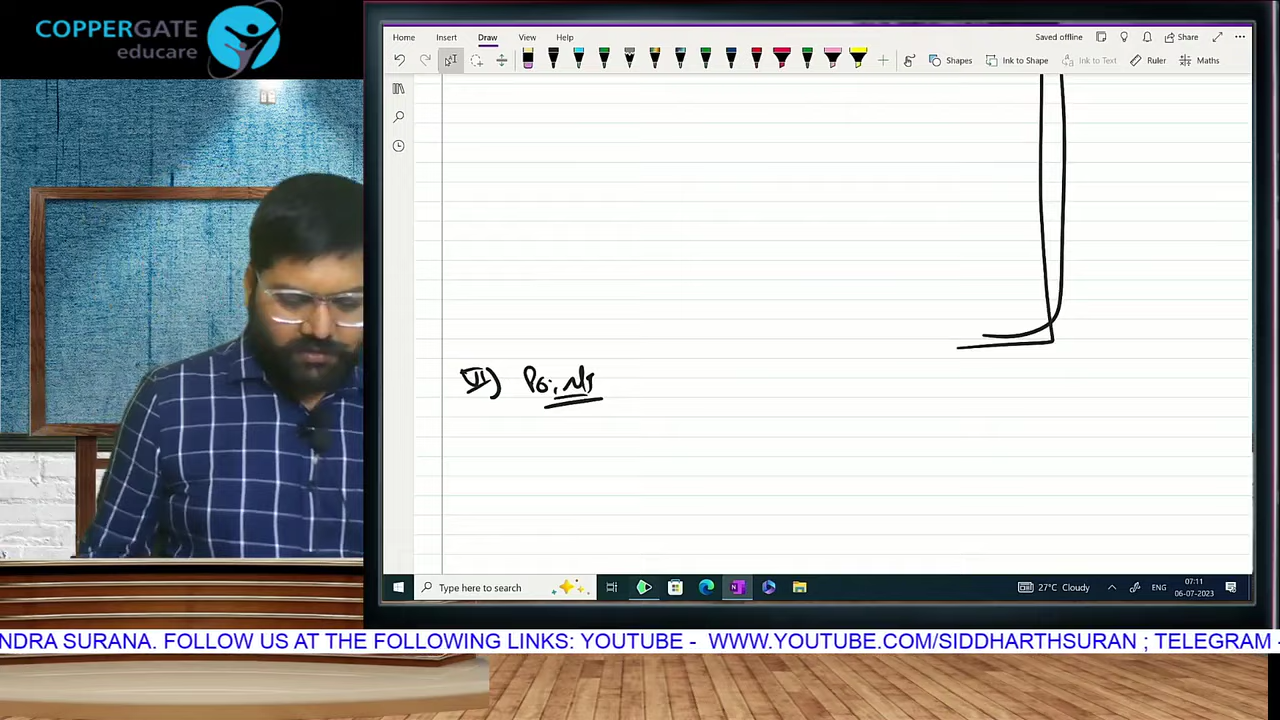 COPPERGATE
educare
Home Insert Draw View Help
Saved offline
Share
Shapes
Ink to Shape
Ink to Text
Ruler
Maths
VI) Points
Type here to search
27°C Cloudy
ENG
07:11
06-07-2023
NDRA SURANA. FOLLOW US AT THE FOLLOWING LINKS: YOUTUBE - WWW.YOUTUBE.COM/SIDDHARTHSURAN ; TELEGRAM -